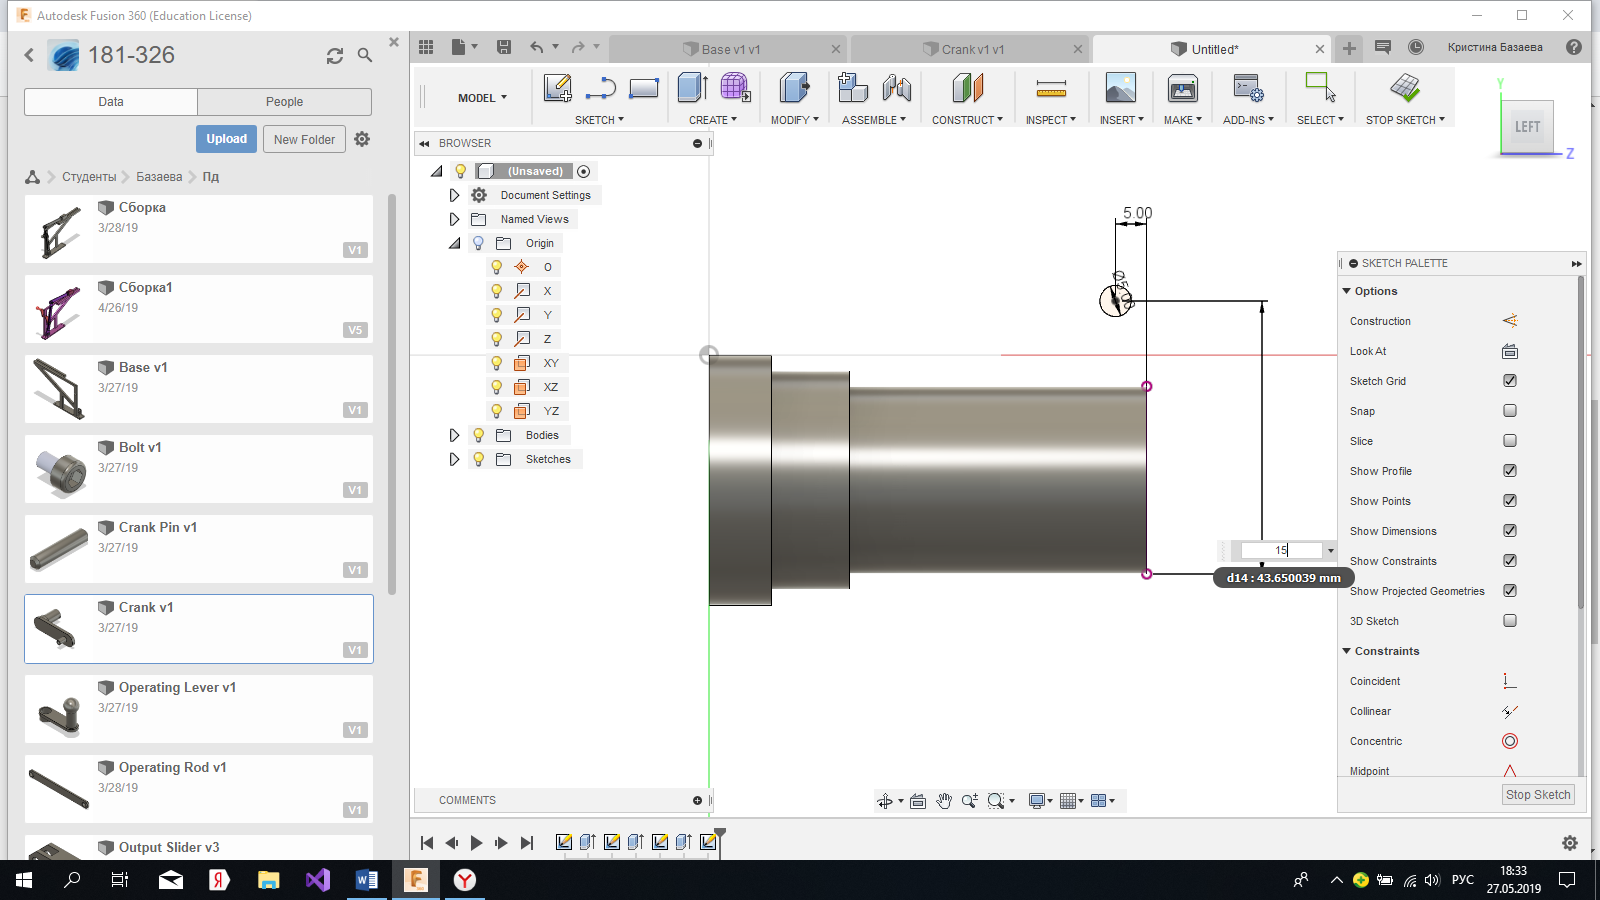 Autodesk Fusion 360 (Education License)
181-326
Data
People
Upload
New Folder
Студенты
Базаева
Пд
Сборка
3/28/19
V1
Сборка1
4/26/19
V5
Base v1
3/27/19
V1
Bolt v1
3/27/19
V1
Crank Pin v1
3/27/19
V1
Crank v1
3/27/19
V1
Operating Lever v1
3/27/19
V1
Operating Rod v1
3/28/19
V1
Output Slider v3
Base v1 v1
Crank v1 v1
Untitled*
Кристина Базаева
MODEL
SKETCH
CREATE
MODIFY
ASSEMBLE
CONSTRUCT
INSPECT
INSERT
MAKE
ADD-INS
SELECT
STOP SKETCH
BROWSER
(Unsaved)
Document Settings
Named Views
Origin
O
X
Y
Z
XY
XZ
YZ
Bodies
Sketches
Y
LEFT
Z
5.00
Ø5.00
15
d14 : 43.650039 mm
SKETCH PALETTE
Options
Construction
Look At
Sketch Grid
Snap
Slice
Show Profile
Show Points
Show Dimensions
Show Constraints
Show Projected Geometries
3D Sketch
Constraints
Coincident
Collinear
Concentric
Midpoint
Stop Sketch
COMMENTS
РУС
18:33
27.05.2019